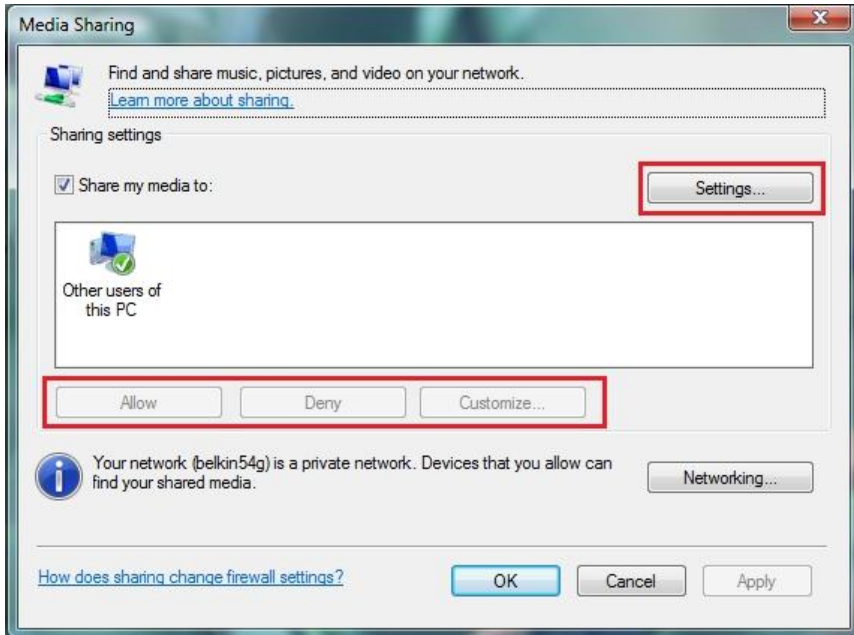 Media Sharing
Find and share music, pictures, and video on your network.
Learn more about sharing.
Sharing settings
Share my media to:
Settings...
Other users of
this PC
Allow
Deny
Customize...
Your network (belkin54g) is a private network. Devices that you allow can
find your shared media.
Networking...
How does sharing change firewall settings?
OK
Cancel
Apply